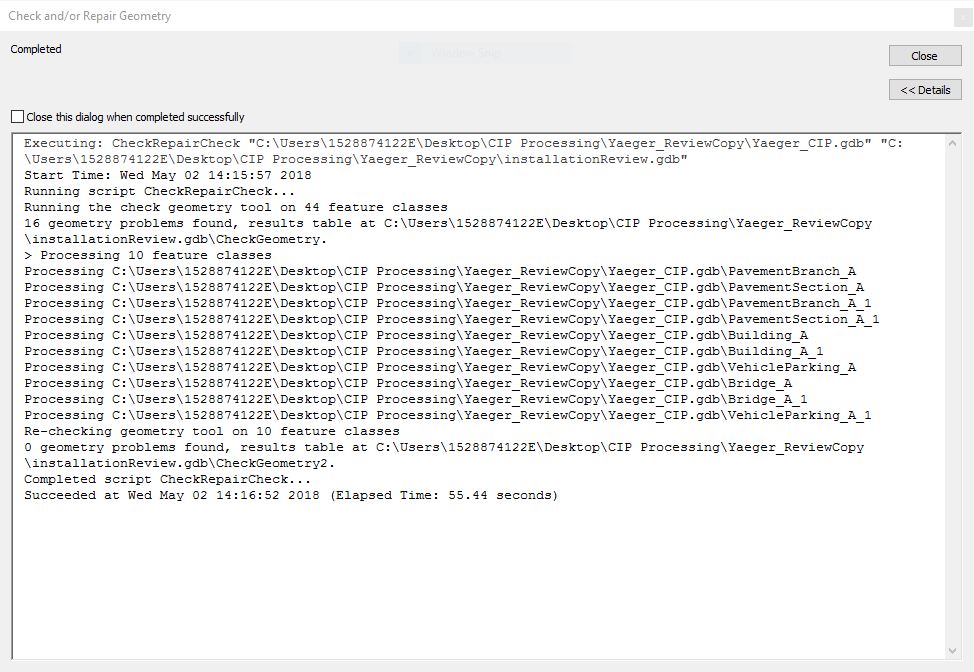 Check and/or Repair Geometry
Completed
Window Snip
Close
<< Details
Close this dialog when completed successfully
Executing: CheckRepairCheck "C:\Users\1528874122E\Desktop\CIP Processing\Yaeger_ReviewCopy\Yaeger_CIP.gdb" "C:
\Users\1528874122E\Desktop\CIP Processing\Yaeger_ReviewCopy\installationReview.gdb"
Start Time: Wed May 02 14:15:57 2018
Running script CheckRepairCheck...
Running the check geometry tool on 44 feature classes
16 geometry problems found, results table at C:\Users\1528874122E\Desktop\CIP Processing\Yaeger_ReviewCopy
\installationReview.gdb\CheckGeometry.
> Processing 10 feature classes
Processing C:\Users\1528874122E\Desktop\CIP Processing\Yaeger_ReviewCopy\Yaeger_CIP.gdb\PavementBranch_A
Processing C:\Users\1528874122E\Desktop\CIP Processing\Yaeger_ReviewCopy\Yaeger_CIP.gdb\PavementSection_A
Processing C:\Users\1528874122E\Desktop\CIP Processing\Yaeger_ReviewCopy\Yaeger_CIP.gdb\PavementBranch_A_1
Processing C:\Users\1528874122E\Desktop\CIP Processing\Yaeger_ReviewCopy\Yaeger_CIP.gdb\PavementSection_A_1
Processing C:\Users\1528874122E\Desktop\CIP Processing\Yaeger_ReviewCopy\Yaeger_CIP.gdb\Building_A
Processing C:\Users\1528874122E\Desktop\CIP Processing\Yaeger_ReviewCopy\Yaeger_CIP.gdb\Building_A_1
Processing C:\Users\1528874122E\Desktop\CIP Processing\Yaeger_ReviewCopy\Yaeger_CIP.gdb\VehicleParking_A
Processing C:\Users\1528874122E\Desktop\CIP Processing\Yaeger_ReviewCopy\Yaeger_CIP.gdb\Bridge_A
Processing C:\Users\1528874122E\Desktop\CIP Processing\Yaeger_ReviewCopy\Yaeger_CIP.gdb\Bridge_A_1
Processing C:\Users\1528874122E\Desktop\CIP Processing\Yaeger_ReviewCopy\Yaeger_CIP.gdb\VehicleParking_A_1
Re-checking geometry tool on 10 feature classes
0 geometry problems found, results table at C:\Users\1528874122E\Desktop\CIP Processing\Yaeger_ReviewCopy
\installationReview.gdb\CheckGeometry2.
Completed script CheckRepairCheck...
Succeeded at Wed May 02 14:16:52 2018 (Elapsed Time: 55.44 seconds)